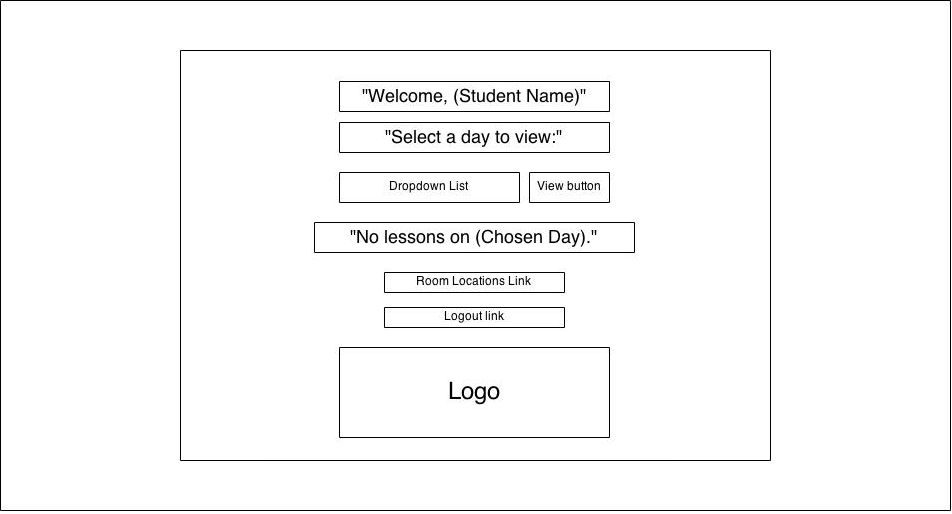 "Welcome, (Student Name)"
"Select a day to view:"
Dropdown List
View button
"No lessons on (Chosen Day)."
Room Locations Link
Logout link
Logo